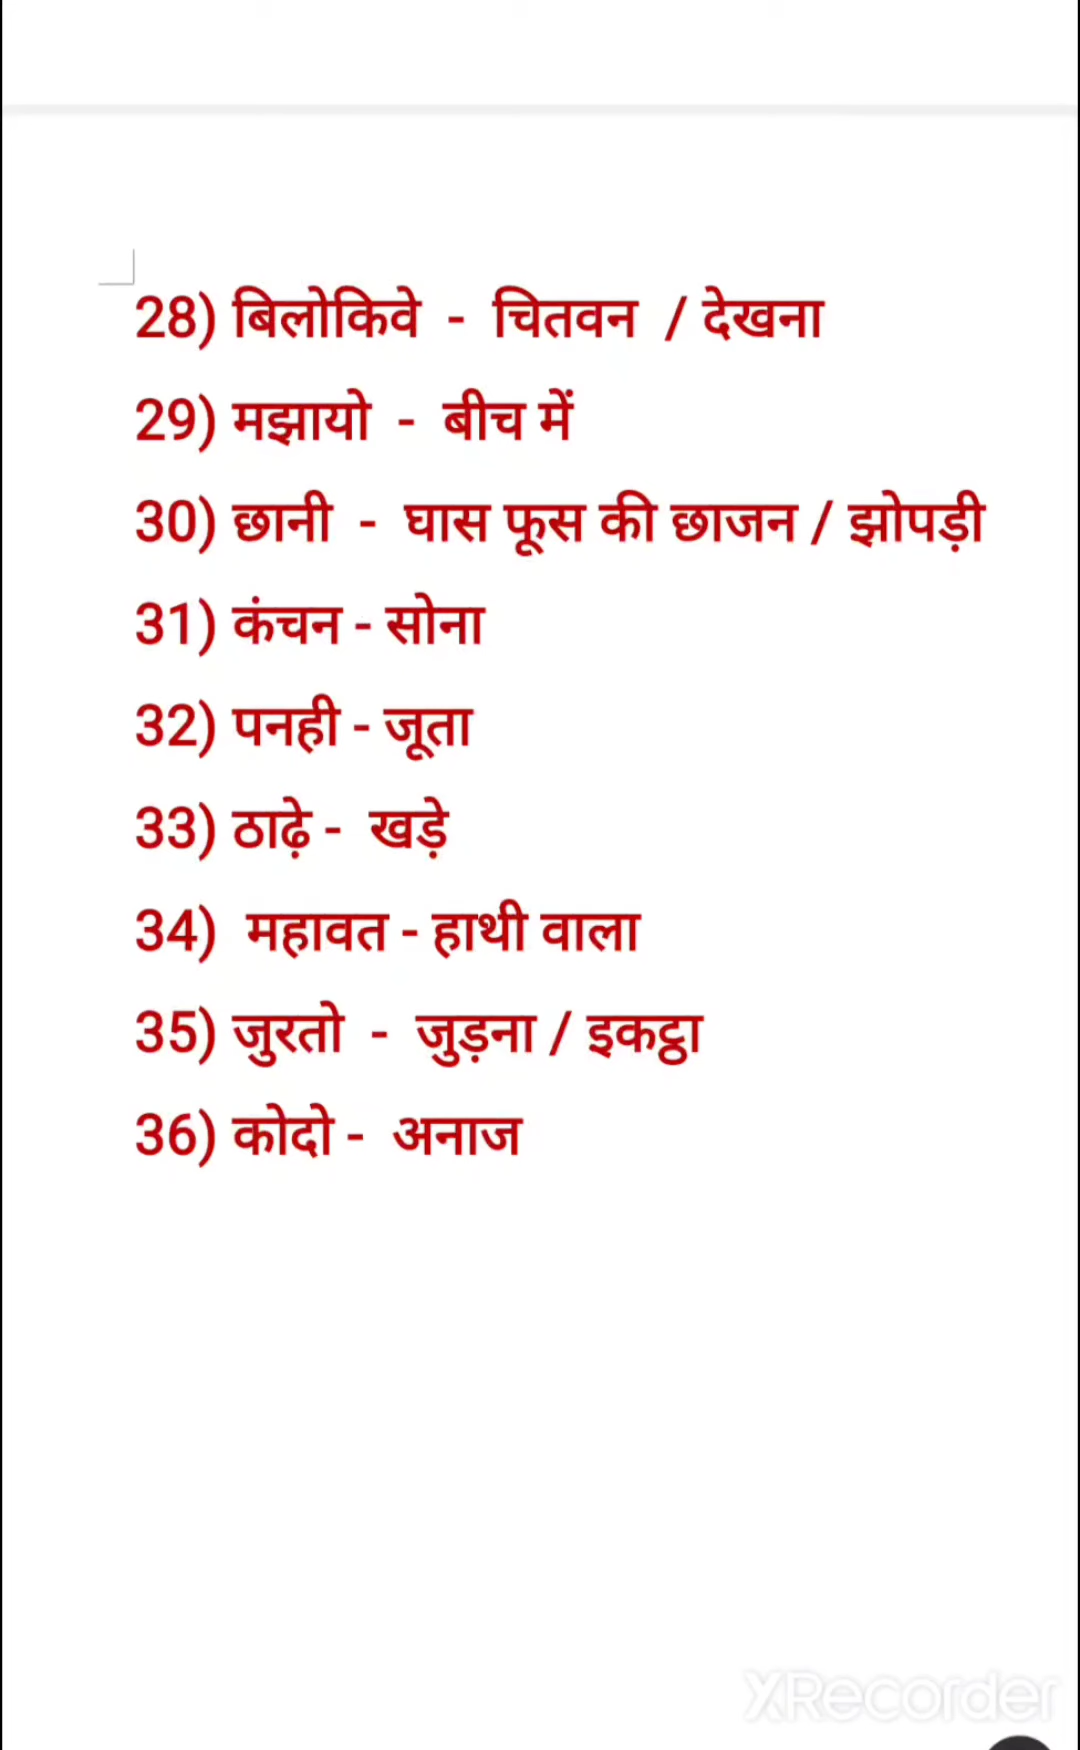 28) बिलोकिवे - चितवन / देखना
29) मझायो - बीच में
30) छानी - घास फूस की छाजन / झोपड़ी
31) कंचन - सोना
32) पनही - जूता
33) ठाढ़े - खड़े
34) महावत - हाथी वाला
35) जुरतो - जुड़ना / इकट्ठा
36) कोदो - अनाज
XRecorder